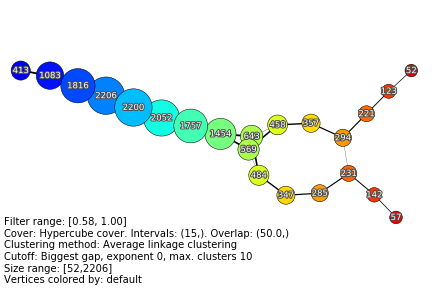 413 1083 1816 2206 2200 2052 1757 1454 643 458 357 294 221 123 52
569 484 347 285 231 142 57
Filter range: [0.58, 1.00]
Cover: Hypercube cover. Intervals: (15,). Overlap: (50.0,)
Clustering method: Average linkage clustering
Cutoff: Biggest gap, exponent 0, max. clusters 10
Size range: [52,2206]
Vertices colored by: default